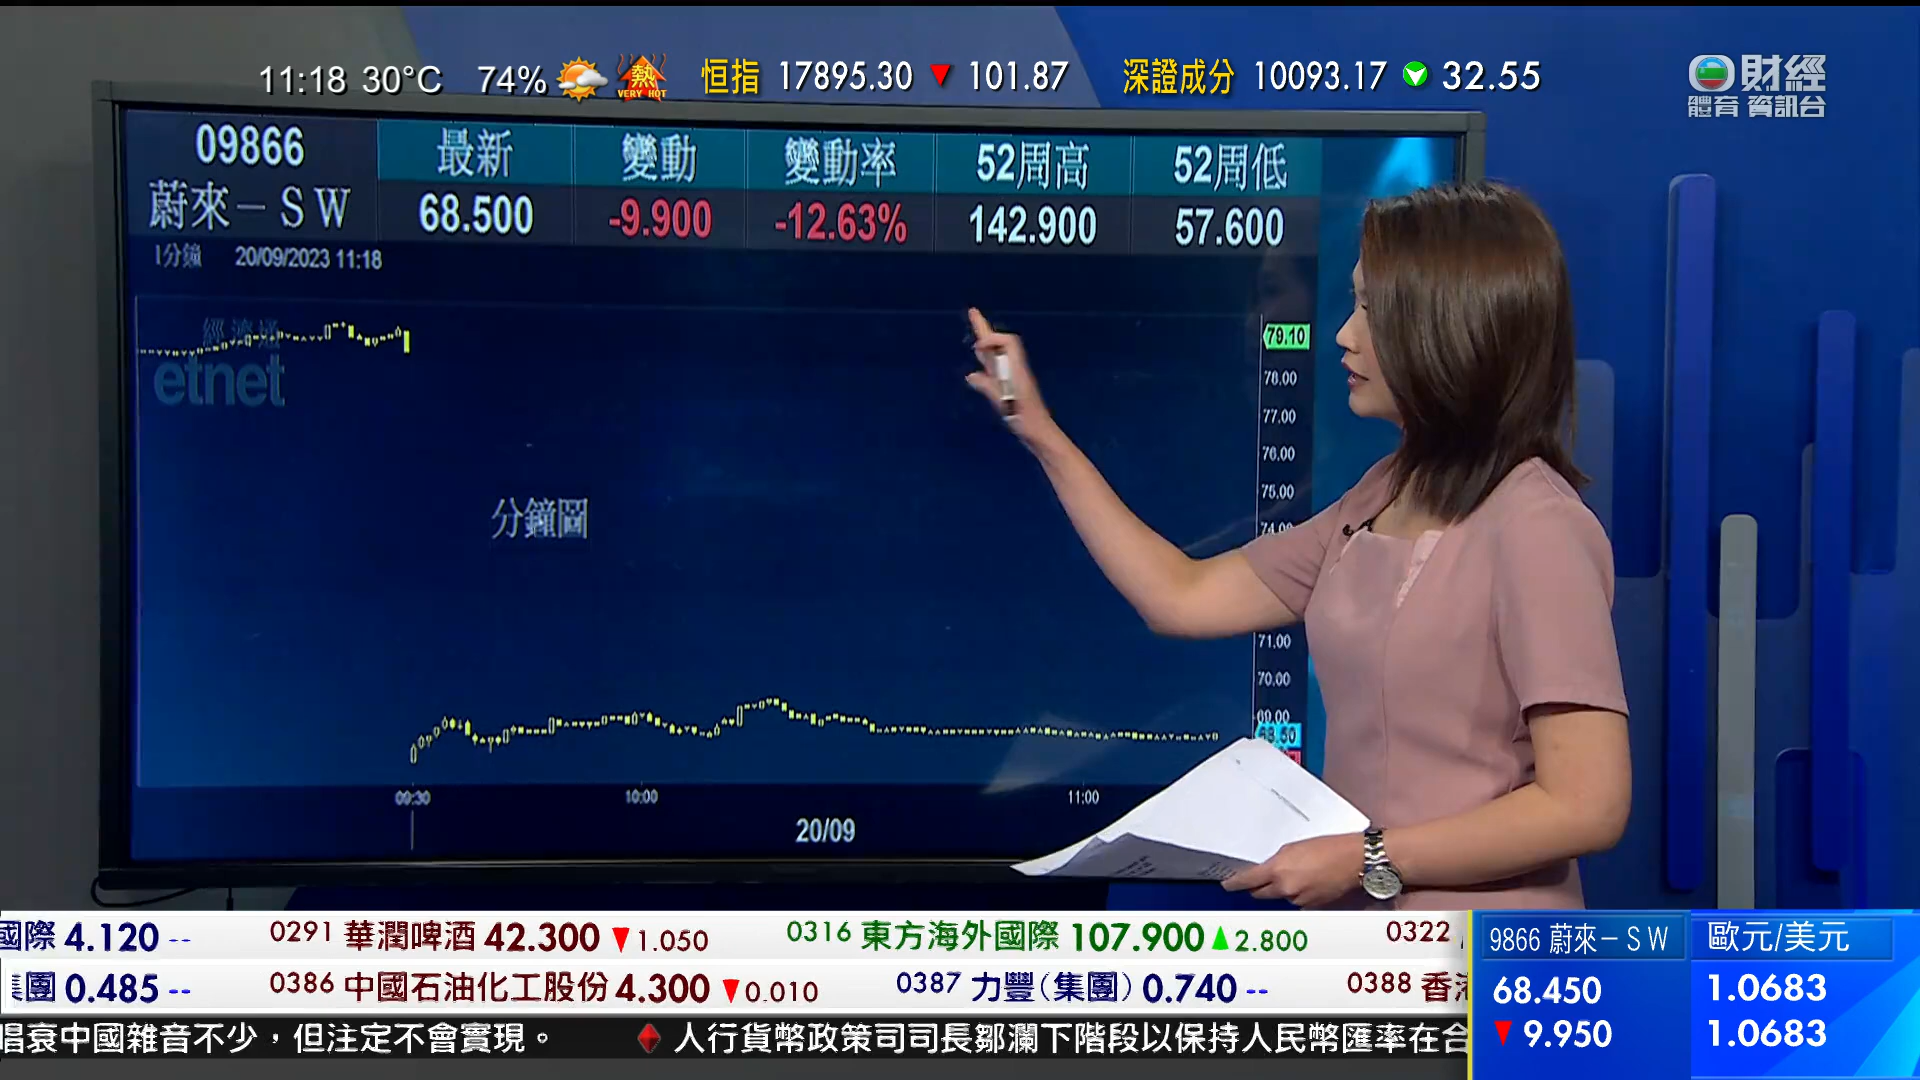 11:18 30°C 74%
熱
VERY HOT
恒指 17895.30 ▼ 101.87
深證成分 10093.17 32.55
財經
體育 資訊台
09866
蔚來－ＳＷ
最新 變動 變動率 52周高 52周低
68.500 -9.900 -12.63% 142.900 57.600
1分鐘 20/09/2023 11:18
經濟通
etnet
分鐘圖
79.10
78.00
77.00
76.00
75.00
74.00
71.00
70.00
69.00
68.50
09:30 10:00 11:00
20/09
國際 4.120 -- 0291 華潤啤酒 42.300 ▼1.050 0316 東方海外國際 107.900 ▲2.800 0322
集團 0.485 -- 0386 中國石油化工股份 4.300 ▼0.010 0387 力豐(集團) 0.740 -- 0388 香港
唱衰中國雜音不少，但注定不會實現。 人行貨幣政策司司長鄒瀾下階段以保持人民幣匯率在合
9866 蔚來－ＳＷ
68.450
▼ 9.950
歐元/美元
1.0683
1.0683